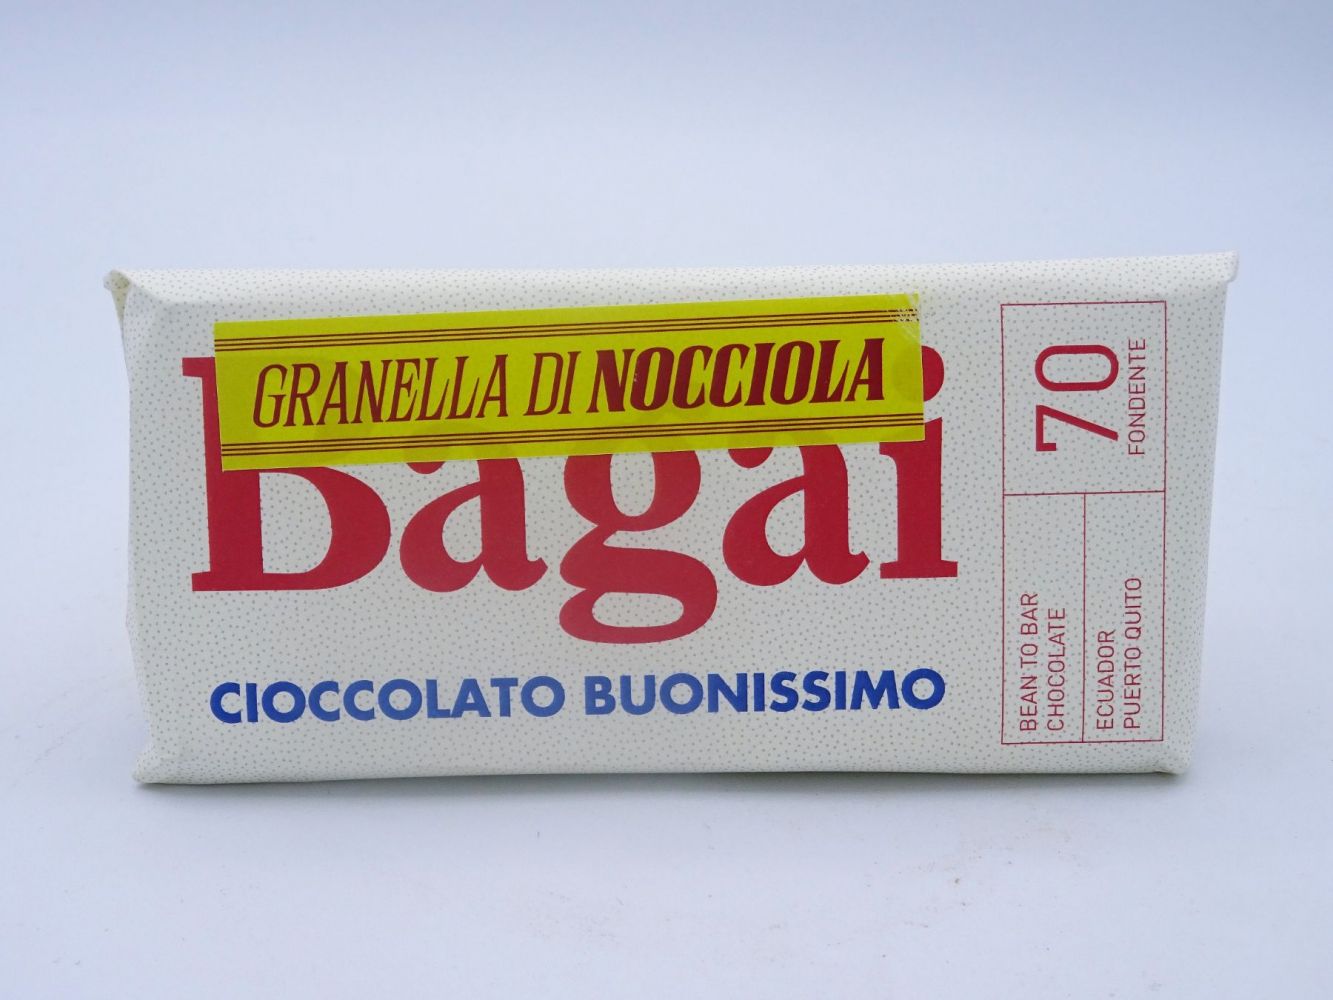 GRANELLA DI NOCCIOLA
Bagai
CIOCCOLATO BUONISSIMO
70
FONDENTE
BEAN TO BAR
CHOCOLATE
ECUADOR
PUERTO QUITO